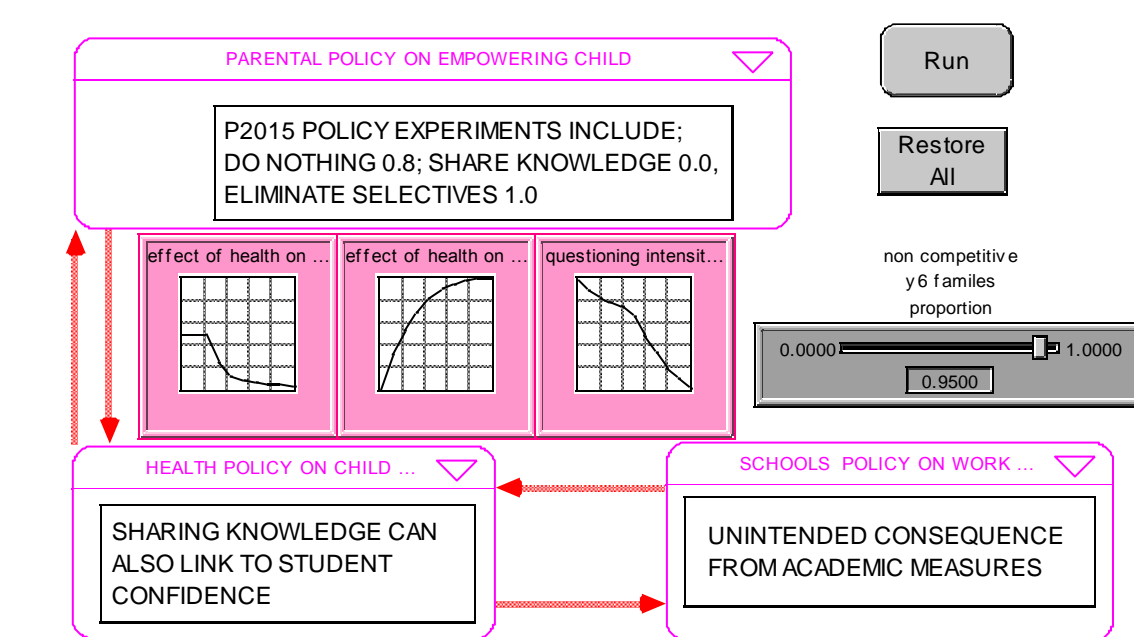 PARENTAL POLICY ON EMPOWERING CHILD
Run
P2015 POLICY EXPERIMENTS INCLUDE;
DO NOTHING 0.8; SHARE KNOWLEDGE 0.0,
ELIMINATE SELECTIVES 1.0
Restore
All
effect of health on ...
effect of health on ...
questioning intensit...
non competitive
y6 familes
proportion
0.0000
1.0000
0.9500
HEALTH POLICY ON CHILD ...
SCHOOLS POLICY ON WORK ...
SHARING KNOWLEDGE CAN
ALSO LINK TO STUDENT
CONFIDENCE
UNINTENDED CONSEQUENCE
FROM ACADEMIC MEASURES